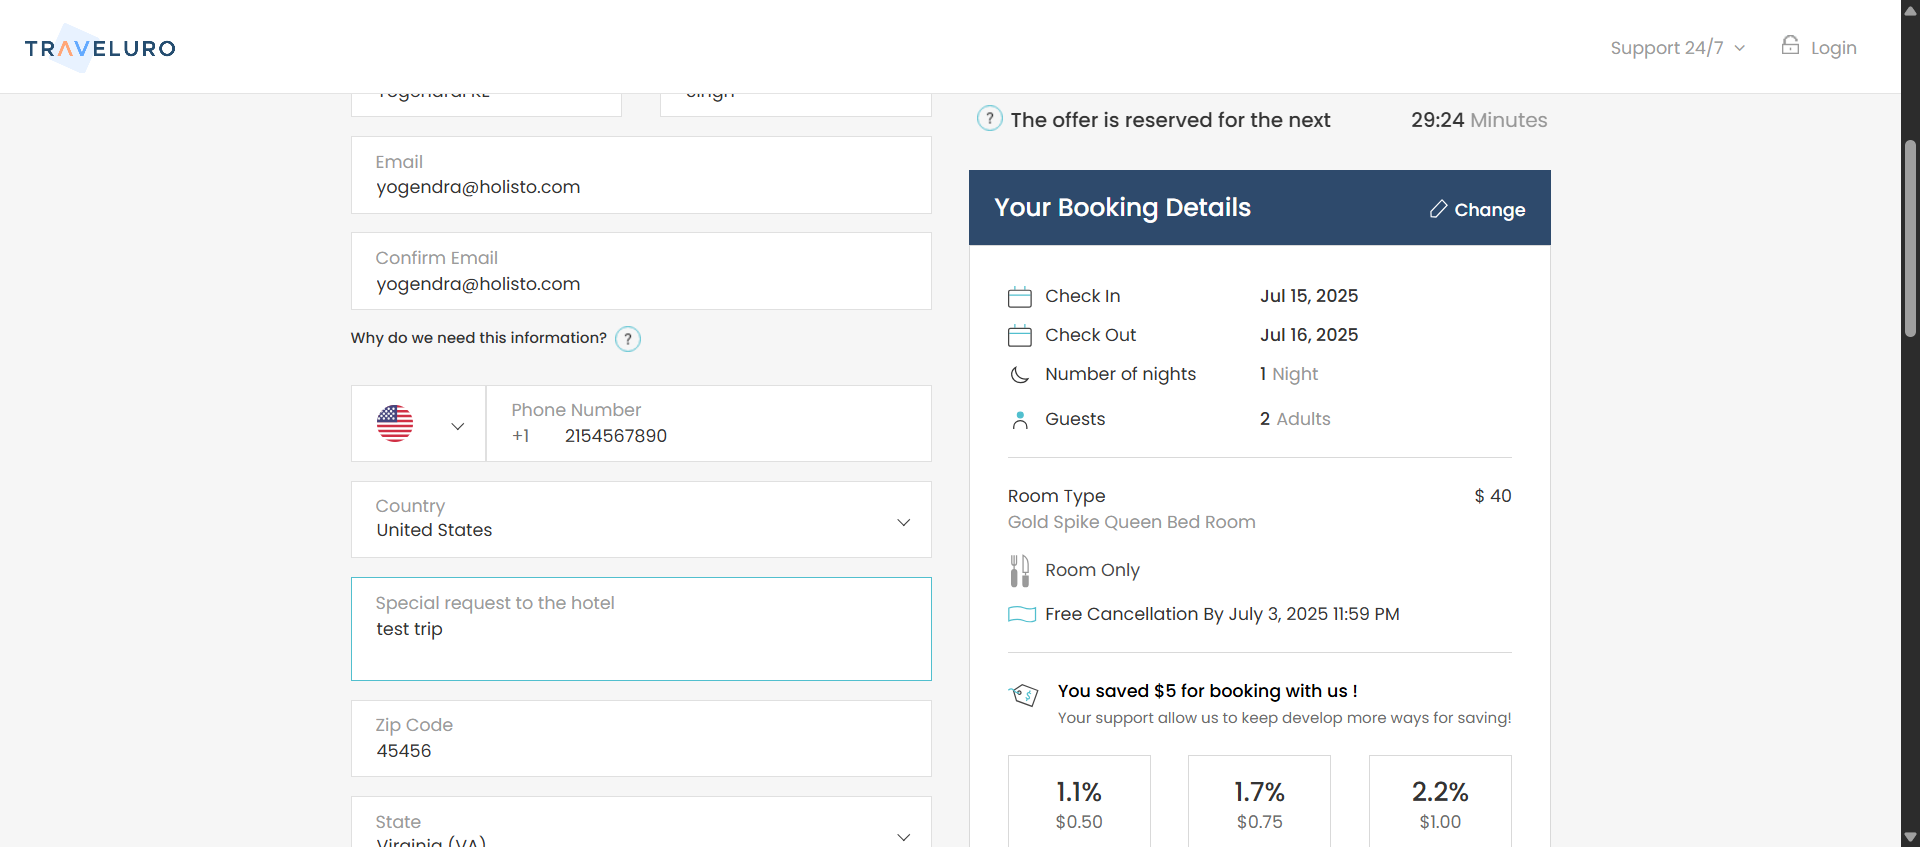 TRAVELURO
Support 24/7
Login
Singh
The offer is reserved for the next
29:24 Minutes
Email
yogendra@holisto.com
Confirm Email
yogendra@holisto.com
Why do we need this information? ?
Phone Number
+1 2154567890
Country
United States
Special request to the hotel
test trip
Zip Code
45456
State
Virginia (VA)
Your Booking Details
Change
Check In Jul 15, 2025
Check Out Jul 16, 2025
Number of nights 1 Night
Guests 2 Adults
Room Type $ 40
Gold Spike Queen Bed Room
Room Only
Free Cancellation By July 3, 2025 11:59 PM
You saved $5 for booking with us !
Your support allow us to keep develop more ways for saving!
1.1%
$0.50
1.7%
$0.75
2.2%
$1.00